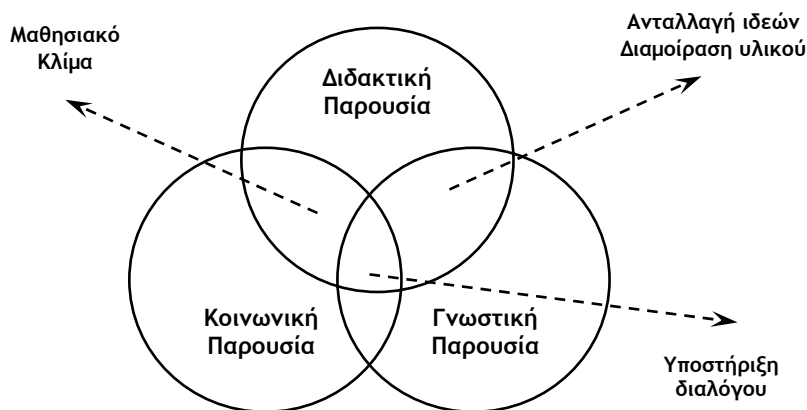 Μαθησιακό
Κλίμα
Ανταλλαγή ιδεών
Διαμοίραση υλικού
Διδακτική
Παρουσία
Κοινωνική
Παρουσία
Γνωστική
Παρουσία
Υποστήριξη
διαλόγου